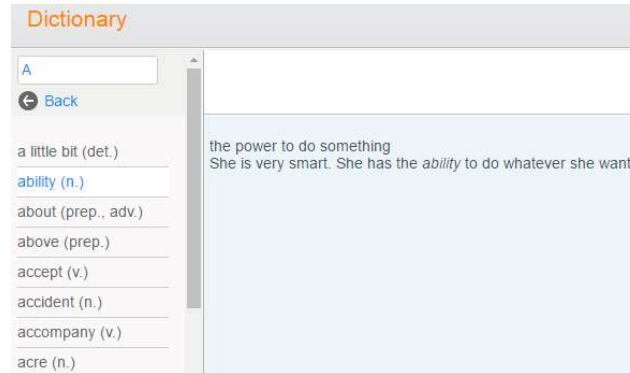 Dictionary
A
Back
a little bit (det.)
ability (n.)
about (prep., adv.)
above (prep.)
accept (v.)
accident (n.)
accompany (v.)
acre (n.)
the power to do something
She is very smart. She has the ability to do whatever she want